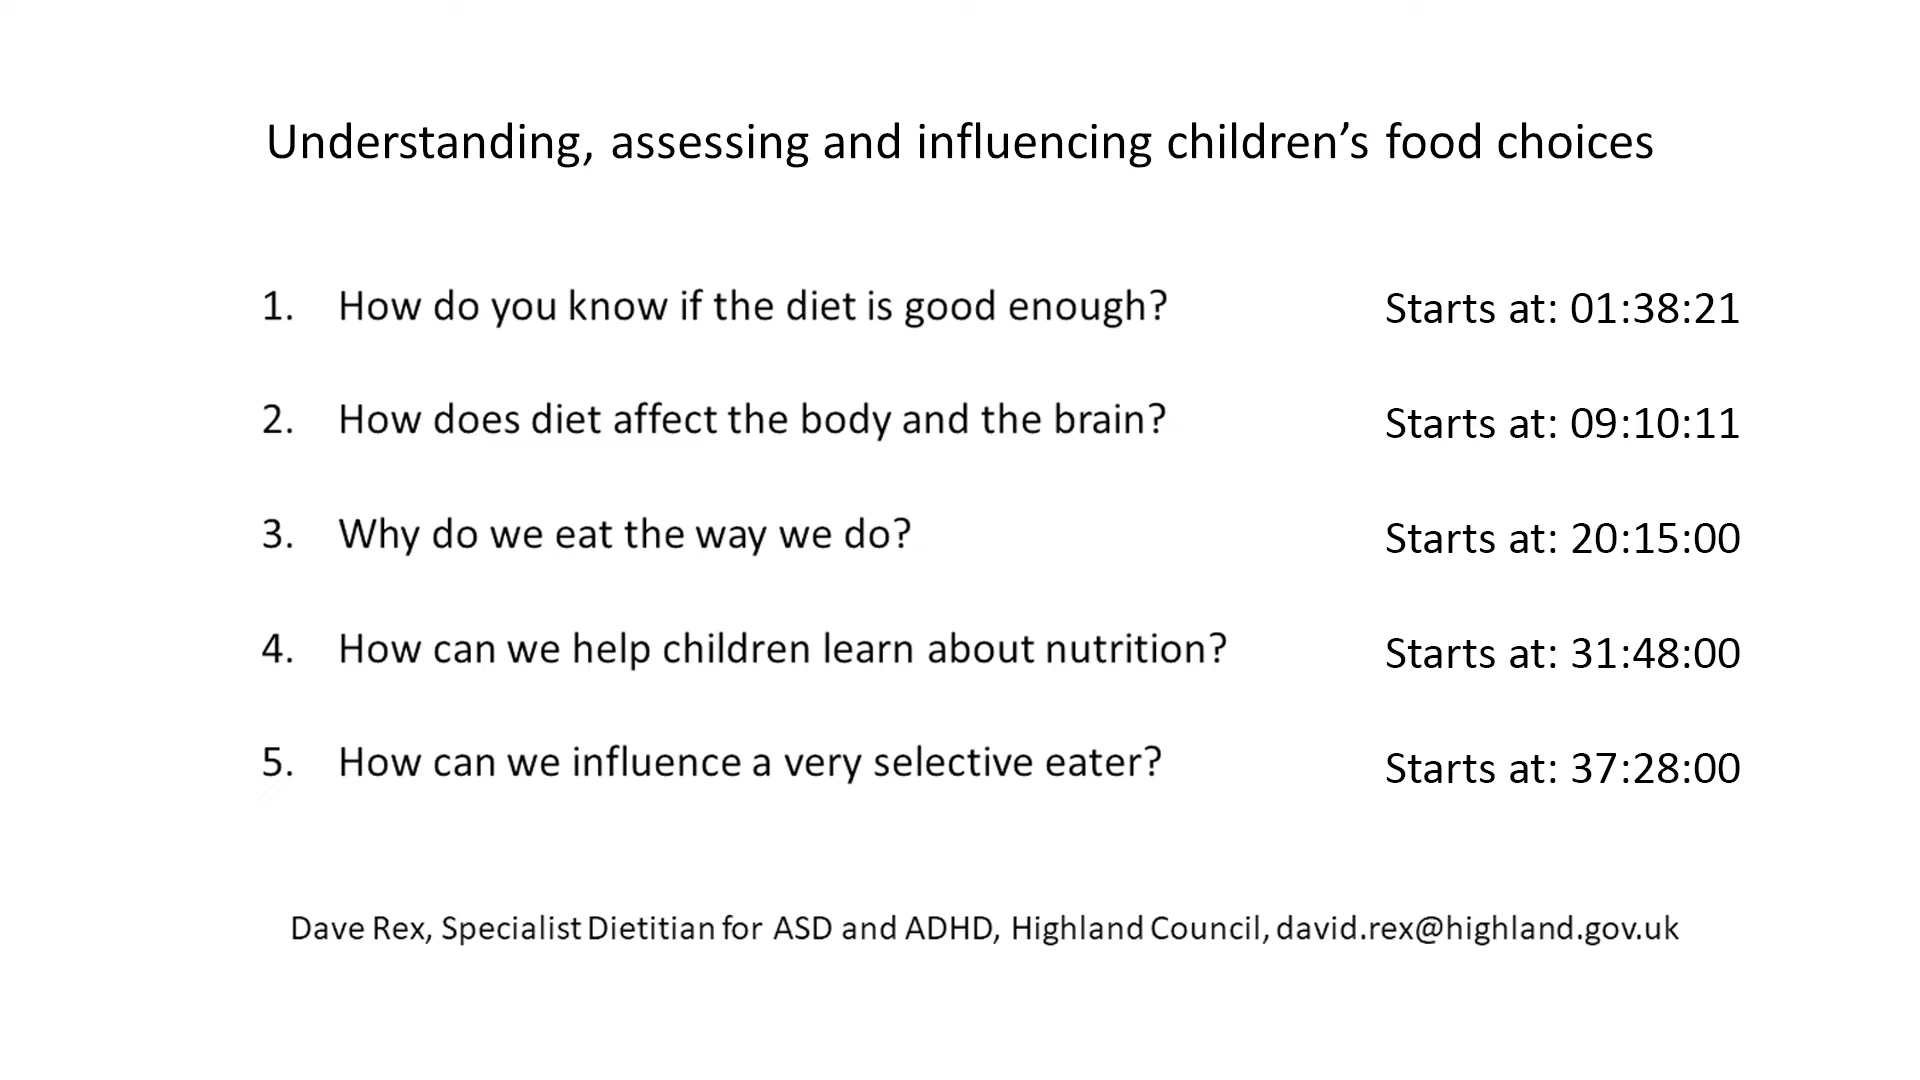 Understanding, assessing and influencing children's food choices
1. How do you know if the diet is good enough? Starts at: 01:38:21
2. How does diet affect the body and the brain? Starts at: 09:10:11
3. Why do we eat the way we do? Starts at: 20:15:00
4. How can we help children learn about nutrition? Starts at: 31:48:00
5. How can we influence a very selective eater? Starts at: 37:28:00
Dave Rex, Specialist Dietitian for ASD and ADHD, Highland Council, david.rex@highland.gov.uk